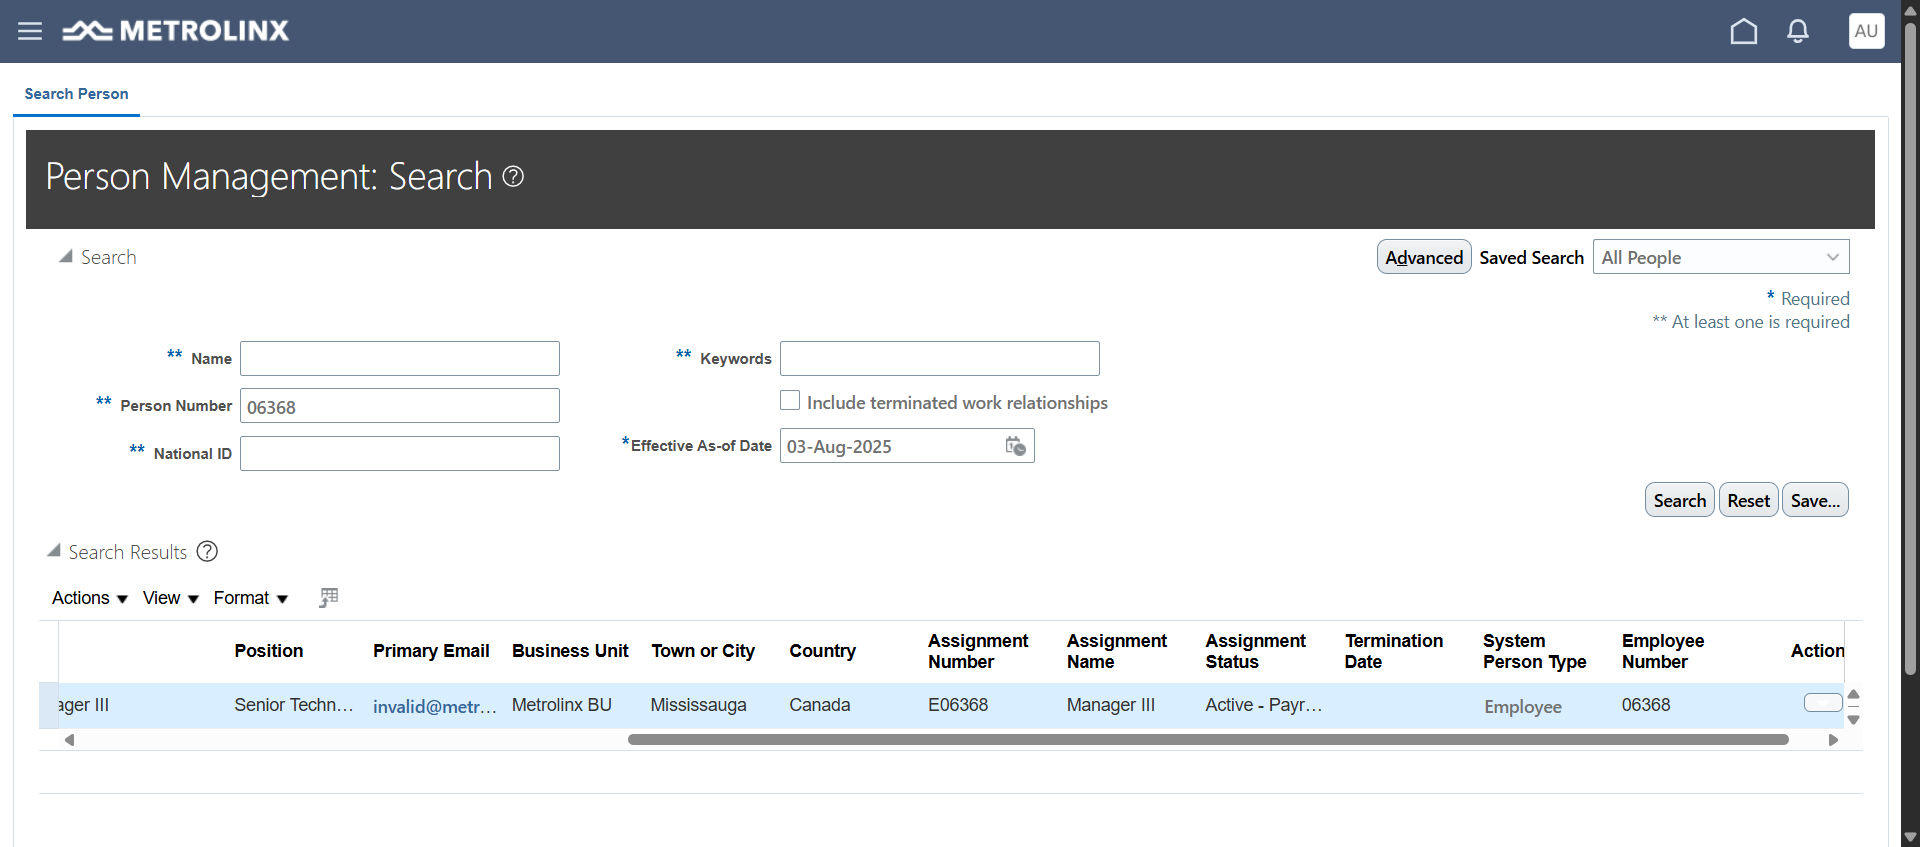 METROLINX
AU
Search Person
Person Management: Search
Search
Advanced Saved Search All People
* Required
** At least one is required
** Name
** Keywords
** Person Number 06368
Include terminated work relationships
** National ID
*Effective As-of Date 03-Aug-2025
Search Reset Save...
Search Results
Actions View Format
Position Primary Email Business Unit Town or City Country Assignment Number Assignment Name Assignment Status Termination Date System Person Type Employee Number Action
ager III Senior Techn... invalid@metr... Metrolinx BU Mississauga Canada E06368 Manager III Active - Payr... Employee 06368